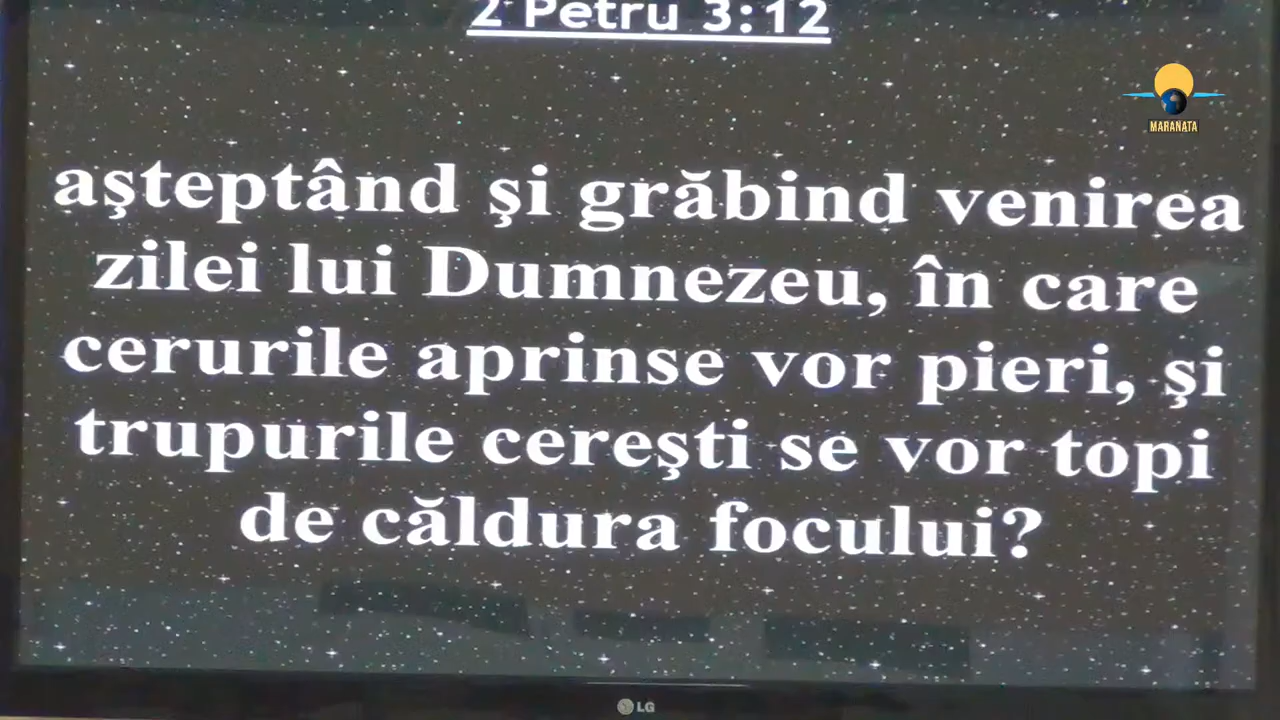 2 Petru 3:12
MARANATA
aşteptând şi grăbind venirea
zilei lui Dumnezeu, în care
cerurile aprinse vor pieri, şi
trupurile cereşti se vor topi
de căldura focului?
LG